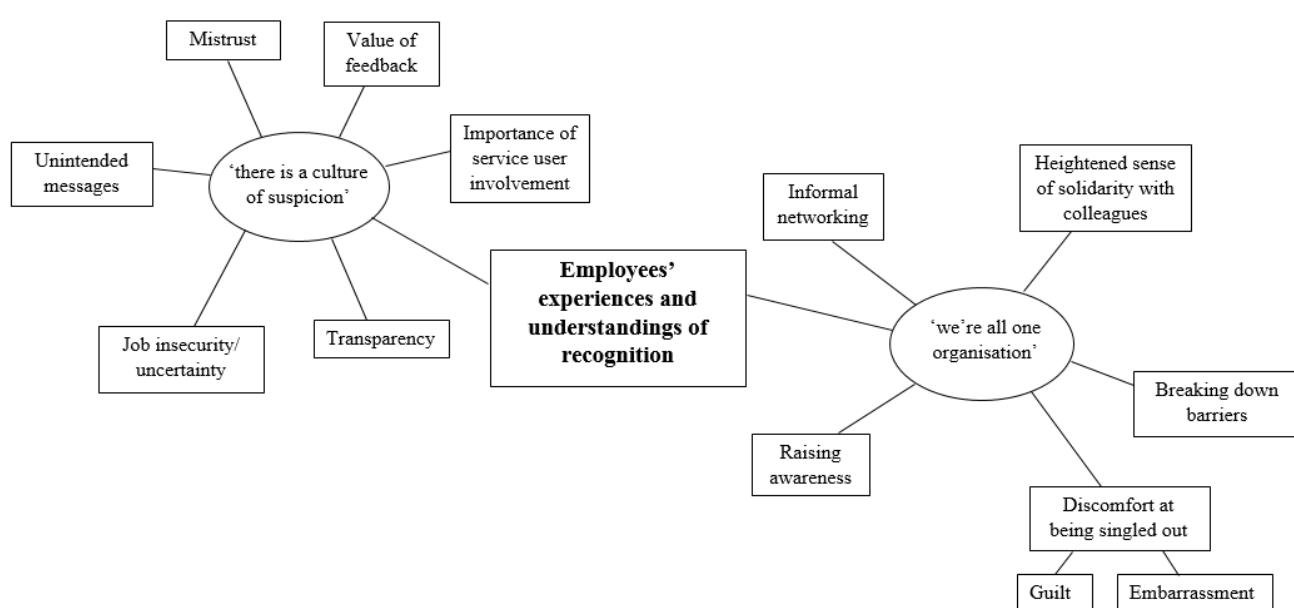 Mistrust
Value of
feedback
Unintended
messages
‘there is a culture
of suspicion’
Importance of
service user
involvement
Job insecurity/
uncertainty
Transparency
Employees’
experiences and
understandings of
recognition
Informal
networking
Heightened sense
of solidarity with
colleagues
‘we’re all one
organisation’
Breaking down
barriers
Raising
awareness
Discomfort at
being singled out
Guilt
Embarrassment